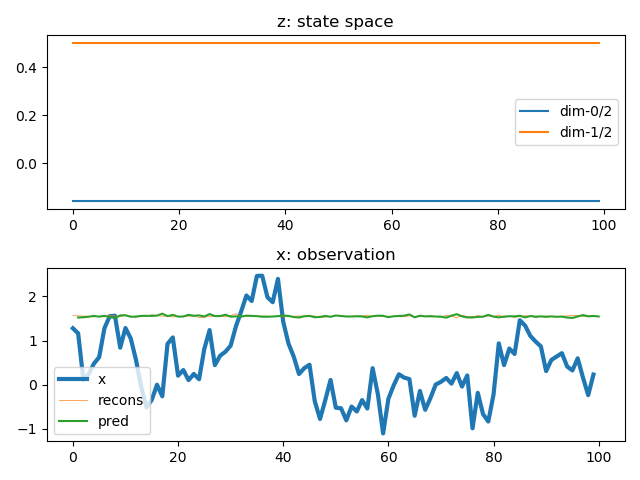 z: state space
0.4
0.2
0.0
dim-0/2
dim-1/2
0 20 40 60 80 100
x: observation
2
1
0
−1
x
recons
pred
0 20 40 60 80 100